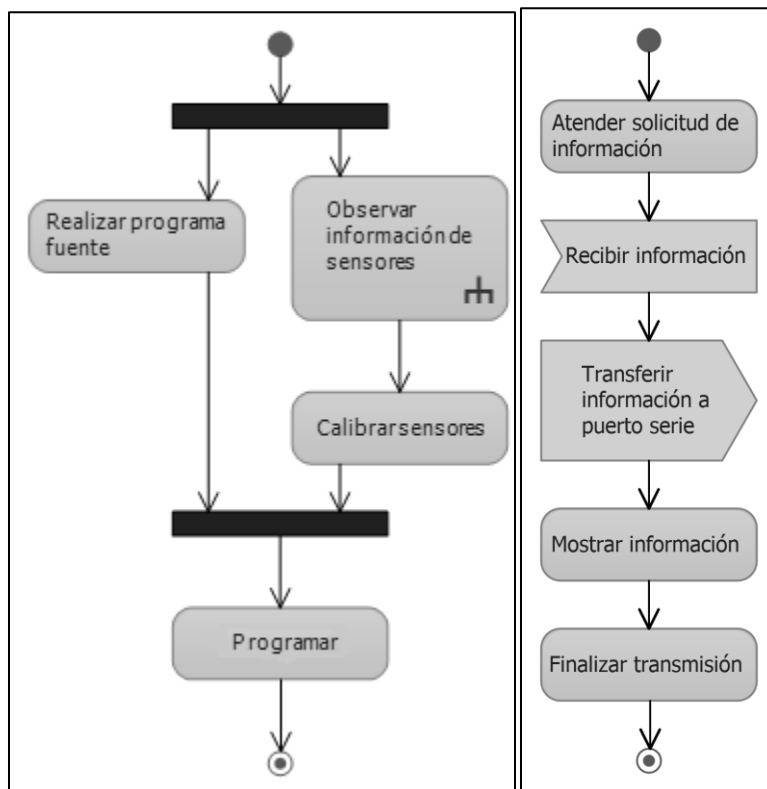 Realizar programa
fuente
Observar
información de
sensores
Calibrar sensores
Programar
Atender solicitud de
información
Recibir información
Transferir
información a
puerto serie
Mostrar información
Finalizar transmisión